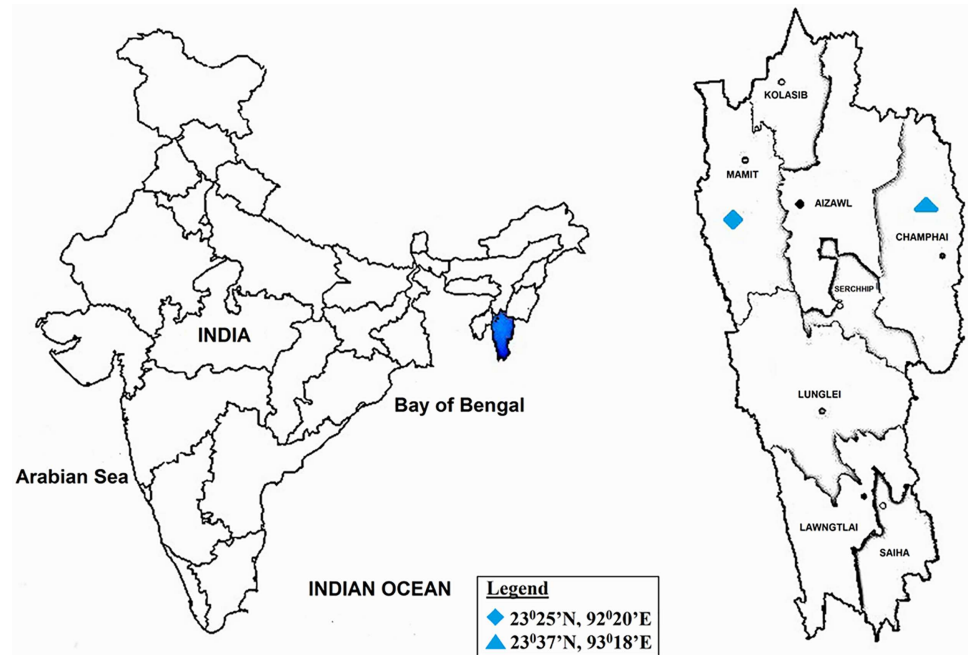 INDIA
Bay of Bengal
Arabian Sea
INDIAN OCEAN
KOLASIB
MAMIT
AIZAWL
CHAMPHAI
SERCHHIP
LUNGLEI
LAWNGTLAI
SAIHA
Legend
23⁰25’N, 92⁰20’E
23⁰37’N, 93⁰18’E